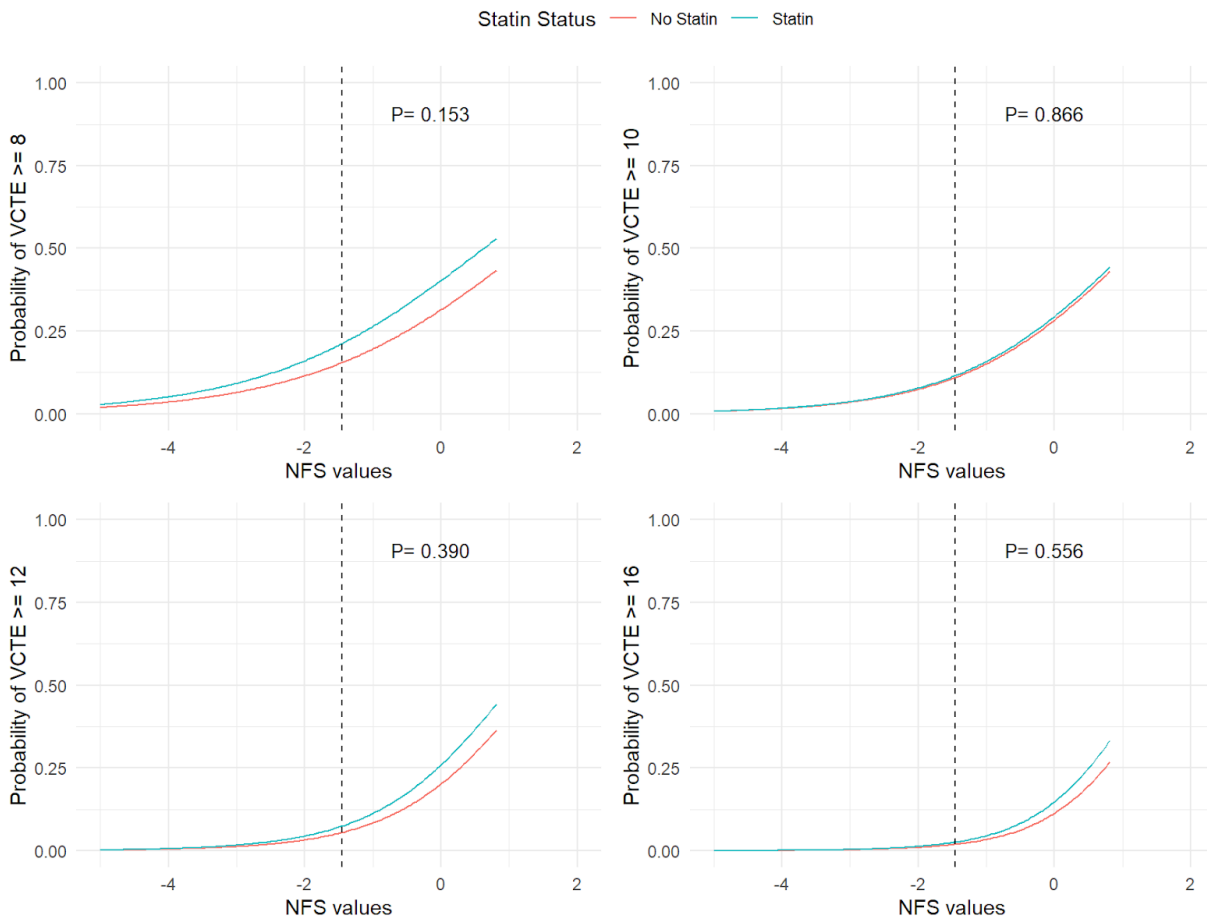 Statin Status No Statin Statin
P= 0.153
1.00
0.75
0.50
0.25
0.00
Probability of VCTE >= 8
-4 -2 0 2
NFS values
P= 0.866
1.00
0.75
0.50
0.25
0.00
Probability of VCTE >= 10
-4 -2 0 2
NFS values
P= 0.390
1.00
0.75
0.50
0.25
0.00
Probability of VCTE >= 12
-4 -2 0 2
NFS values
P= 0.556
1.00
0.75
0.50
0.25
0.00
Probability of VCTE >= 16
-4 -2 0 2
NFS values